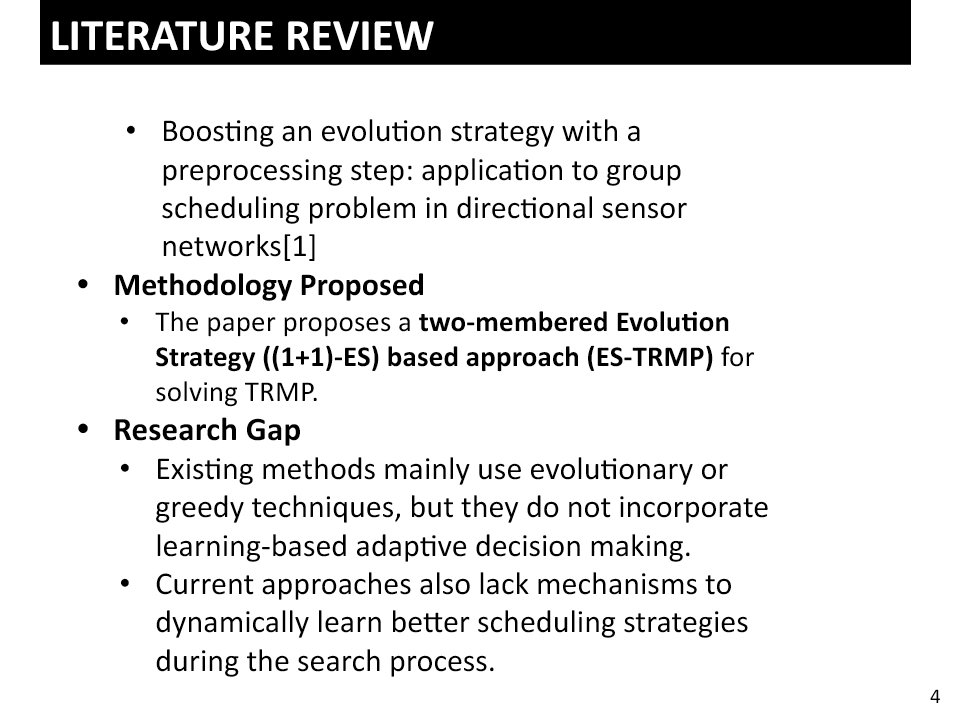 LITERATURE REVIEW
• Boosting an evolution strategy with a
preprocessing step: application to group
scheduling problem in directional sensor
networks[1]
• Methodology Proposed
• The paper proposes a two-membered Evolution
Strategy ((1+1)-ES) based approach (ES-TRMP) for
solving TRMP.
• Research Gap
• Existing methods mainly use evolutionary or
greedy techniques, but they do not incorporate
learning-based adaptive decision making.
• Current approaches also lack mechanisms to
dynamically learn better scheduling strategies
during the search process.
4